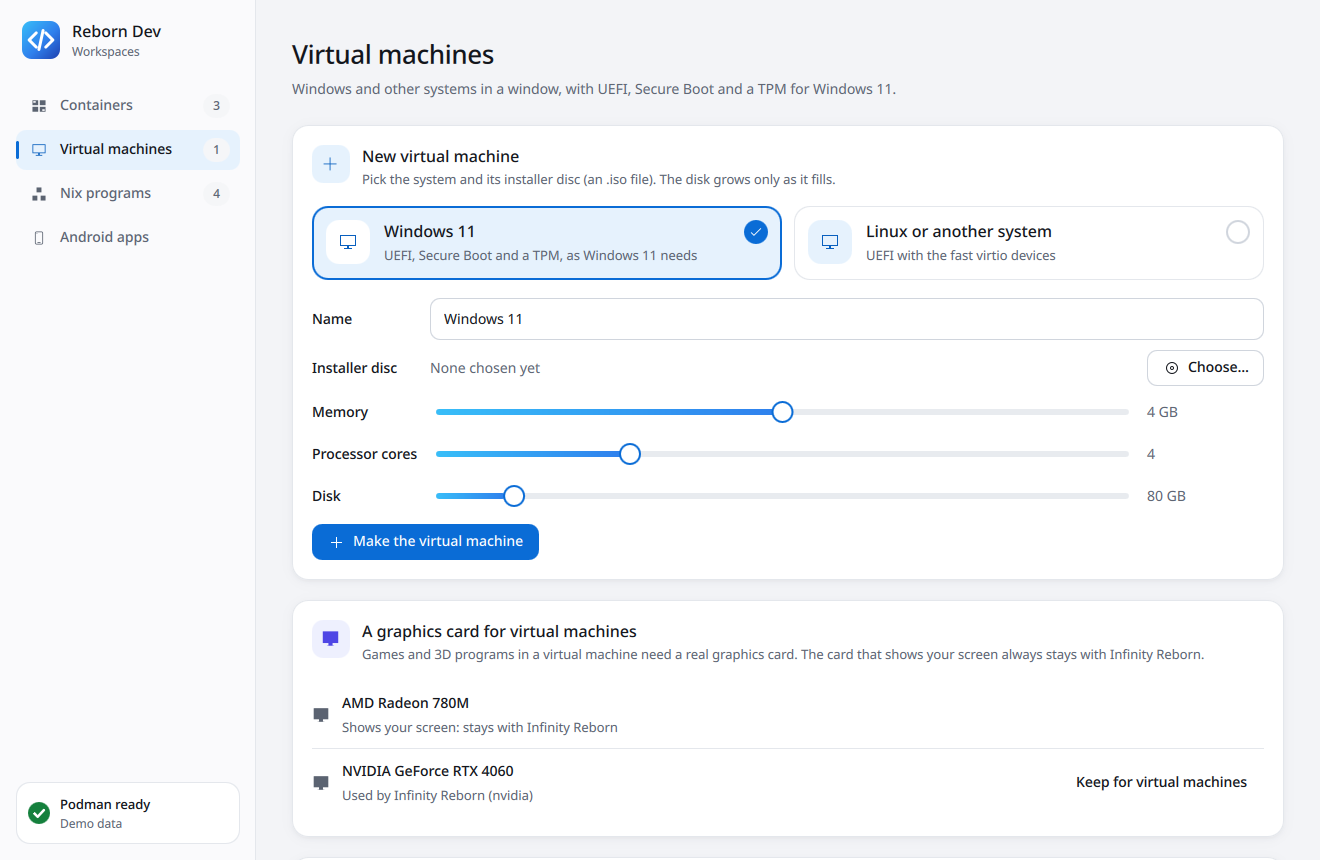 Reborn Dev
Workspaces
Containers 3
Virtual machines 1
Nix programs 4
Android apps
Podman ready
Demo data
Virtual machines
Windows and other systems in a window, with UEFI, Secure Boot and a TPM for Windows 11.
New virtual machine
Pick the system and its installer disc (an .iso file). The disk grows only as it fills.
Windows 11
UEFI, Secure Boot and a TPM, as Windows 11 needs
Linux or another system
UEFI with the fast virtio devices
Name Windows 11
Installer disc None chosen yet Choose...
Memory 4 GB
Processor cores 4
Disk 80 GB
Make the virtual machine
A graphics card for virtual machines
Games and 3D programs in a virtual machine need a real graphics card. The card that shows your screen always stays with Infinity Reborn.
AMD Radeon 780M
Shows your screen: stays with Infinity Reborn
NVIDIA GeForce RTX 4060
Used by Infinity Reborn (nvidia)
Keep for virtual machines